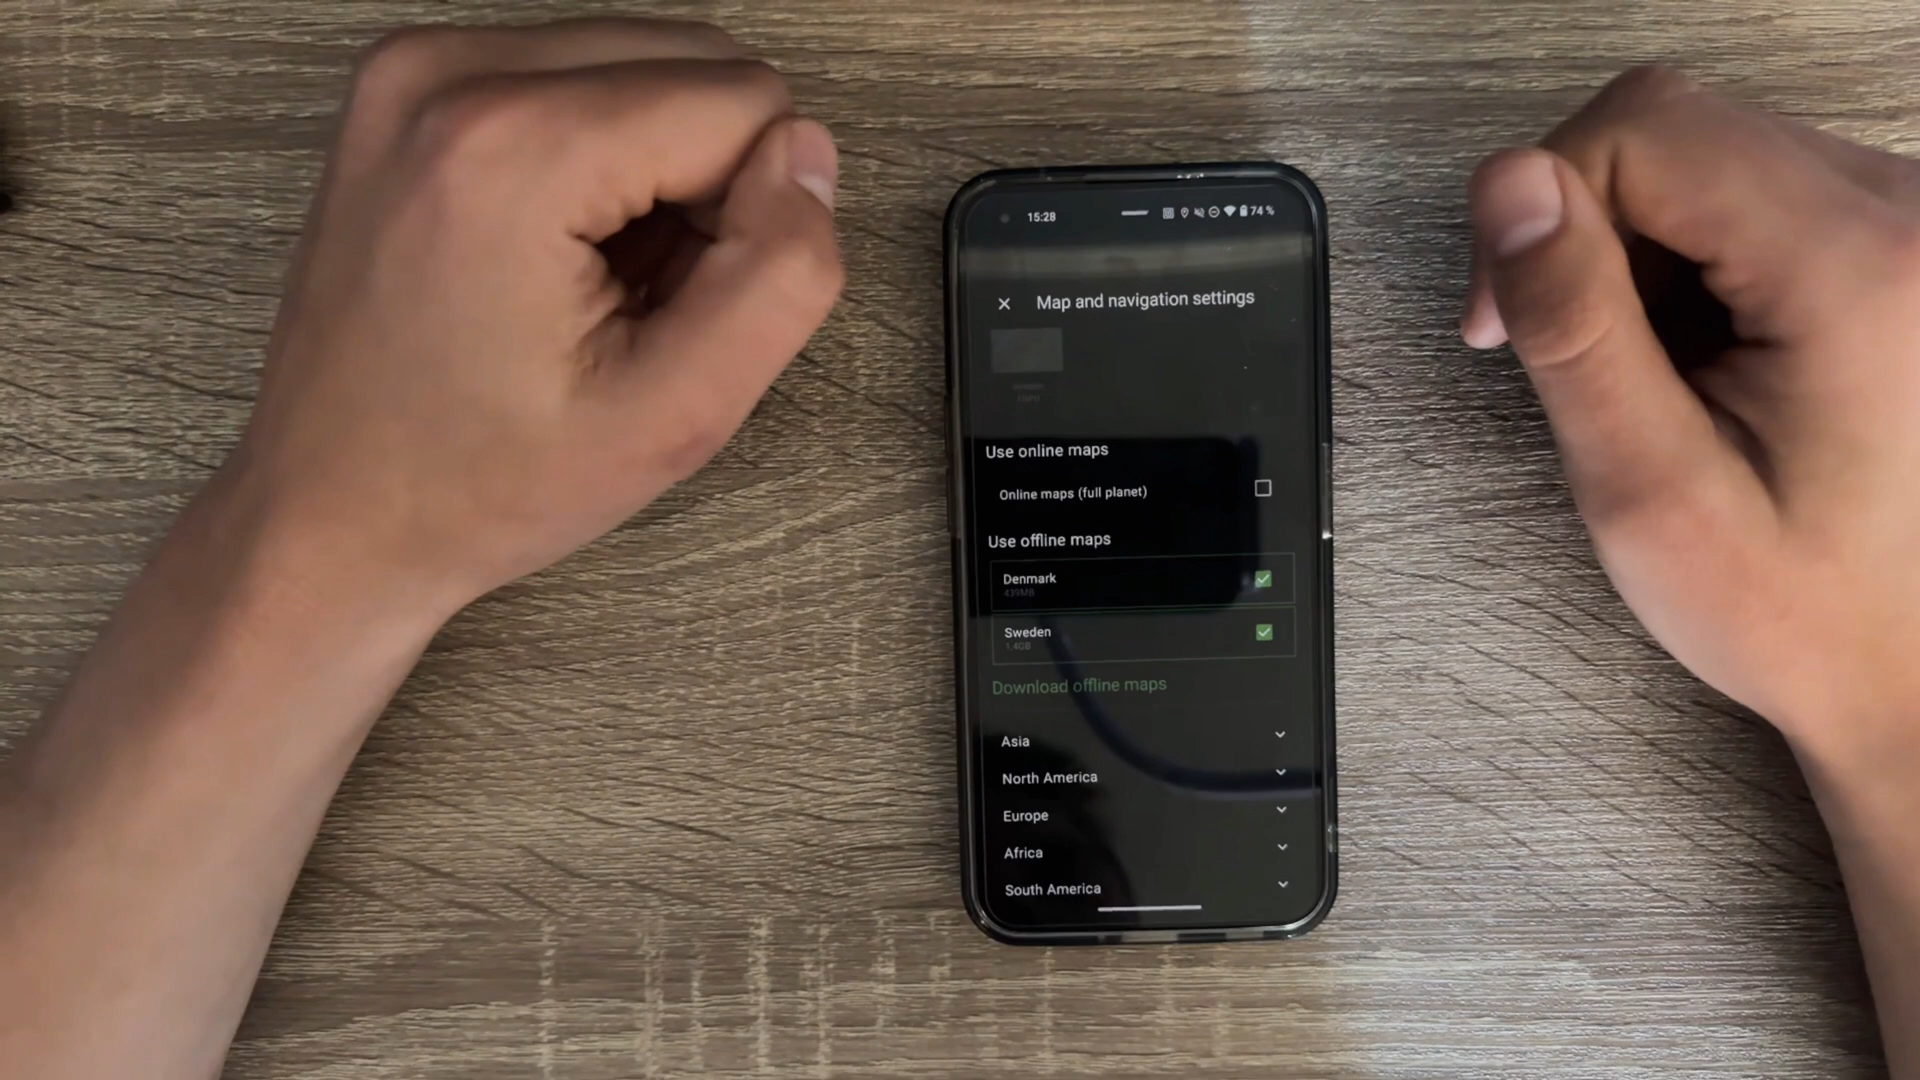 15:28
74 %
Map and navigation settings
Use online maps
Online maps (full planet)
Use offline maps
Denmark
439MB
Sweden
1,4GB
Download offline maps
Asia
North America
Europe
Africa
South America